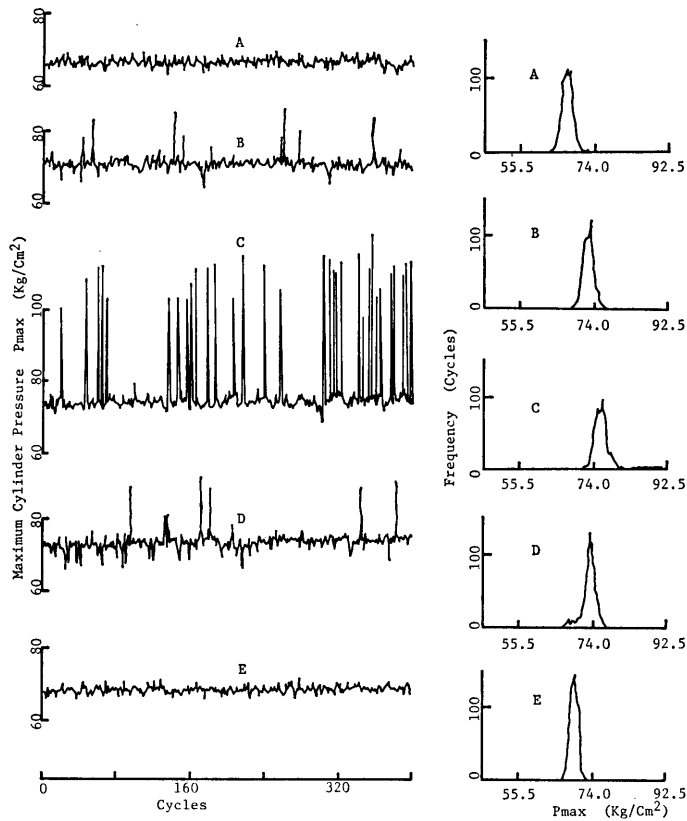 80
60
A
80
60
B
100
80
60
C
80
60
D
80
60
E
Maximum Cylinder Pressure Pmax (Kg/Cm2)
0 160 320
Cycles
100
0
A
55.5 74.0 92.5
100
0
B
55.5 74.0 92.5
100
0
C
55.5 74.0 92.5
100
0
D
55.5 74.0 92.5
100
0
E
55.5 74.0 92.5
Frequency (Cycles)
Pmax (Kg/Cm2)